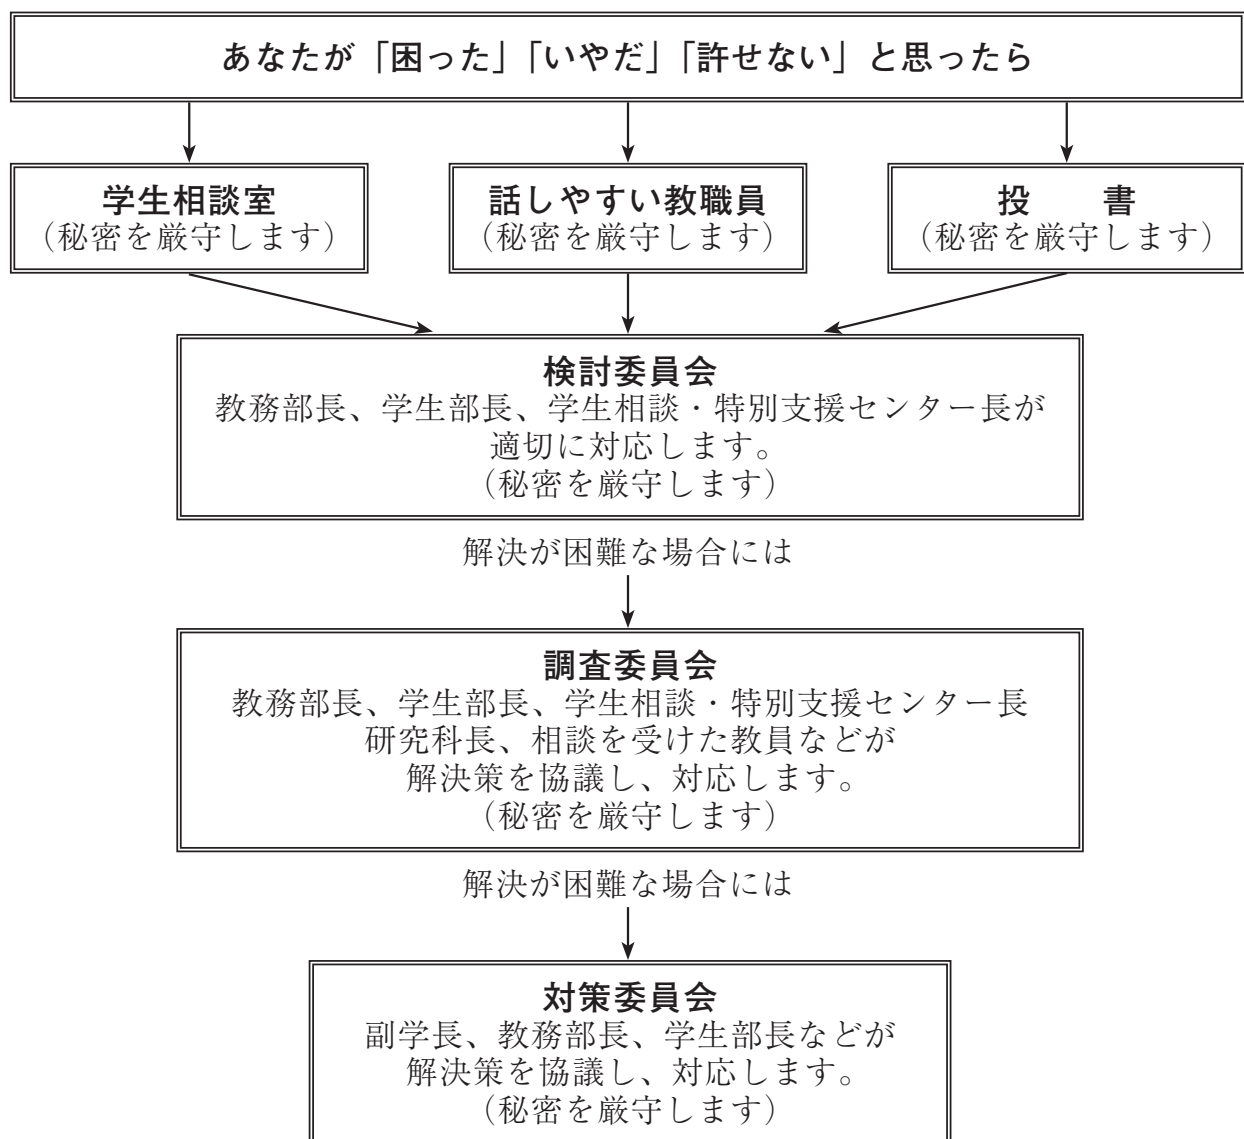 あなたが「困った」「いやだ」「許せない」と思ったら
学生相談室
（秘密を厳守します）
話しやすい教職員
（秘密を厳守します）
投　　書
（秘密を厳守します）
検討委員会
教務部長、学生部長、学生相談・特別支援センター長が
適切に対応します。
（秘密を厳守します）
解決が困難な場合には
調査委員会
教務部長、学生部長、学生相談・特別支援センター長
研究科長、相談を受けた教員などが
解決策を協議し、対応します。
（秘密を厳守します）
解決が困難な場合には
対策委員会
副学長、教務部長、学生部長などが
解決策を協議し、対応します。
（秘密を厳守します）